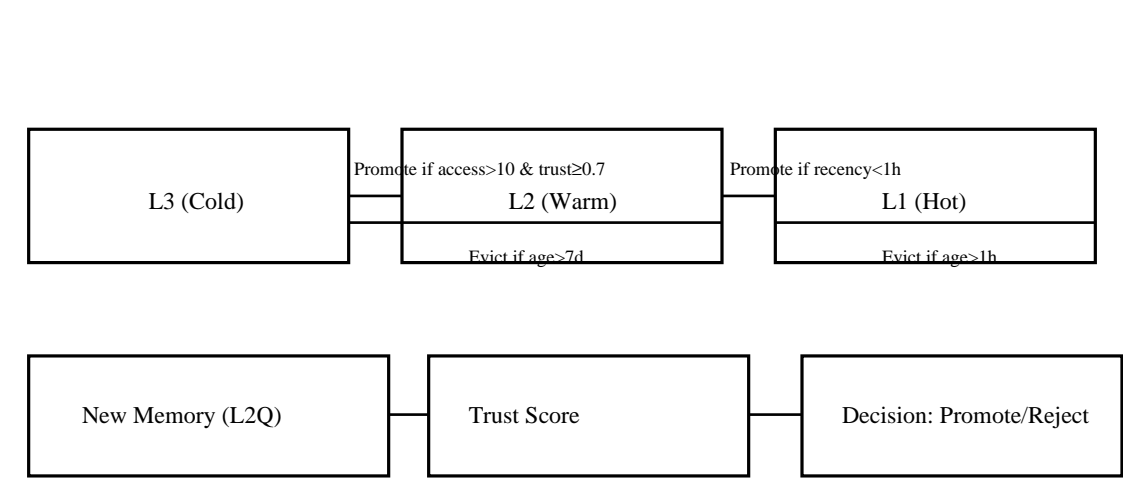 Promote if access>10 & trust≥0.7
Promote if recency<1h
L3 (Cold)
L2 (Warm)
L1 (Hot)
Evict if age>7d
Evict if age>1h
New Memory (L2Q)
Trust Score
Decision: Promote/Reject